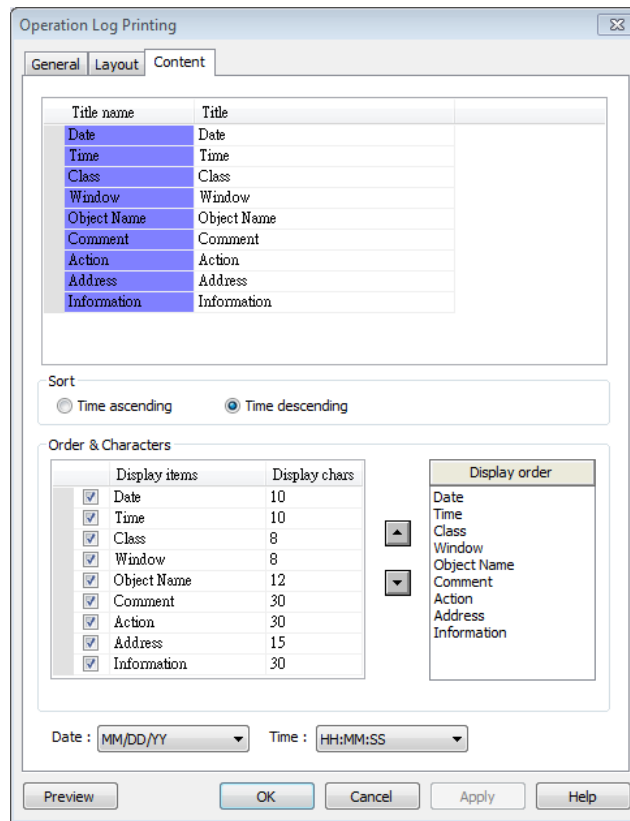 Operation Log Printing
General Layout Content
Title name Title
Date Date
Time Time
Class Class
Window Window
Object Name Object Name
Comment Comment
Action Action
Address Address
Information Information
Sort
Time ascending Time descending
Order & Characters
Display items Display chars
Date 10
Time 10
Class 8
Window 8
Object Name 12
Comment 30
Action 30
Address 15
Information 30
Display order
Date
Time
Class
Window
Object Name
Comment
Action
Address
Information
Date : MM/DD/YY Time : HH:MM:SS
Preview OK Cancel Apply Help